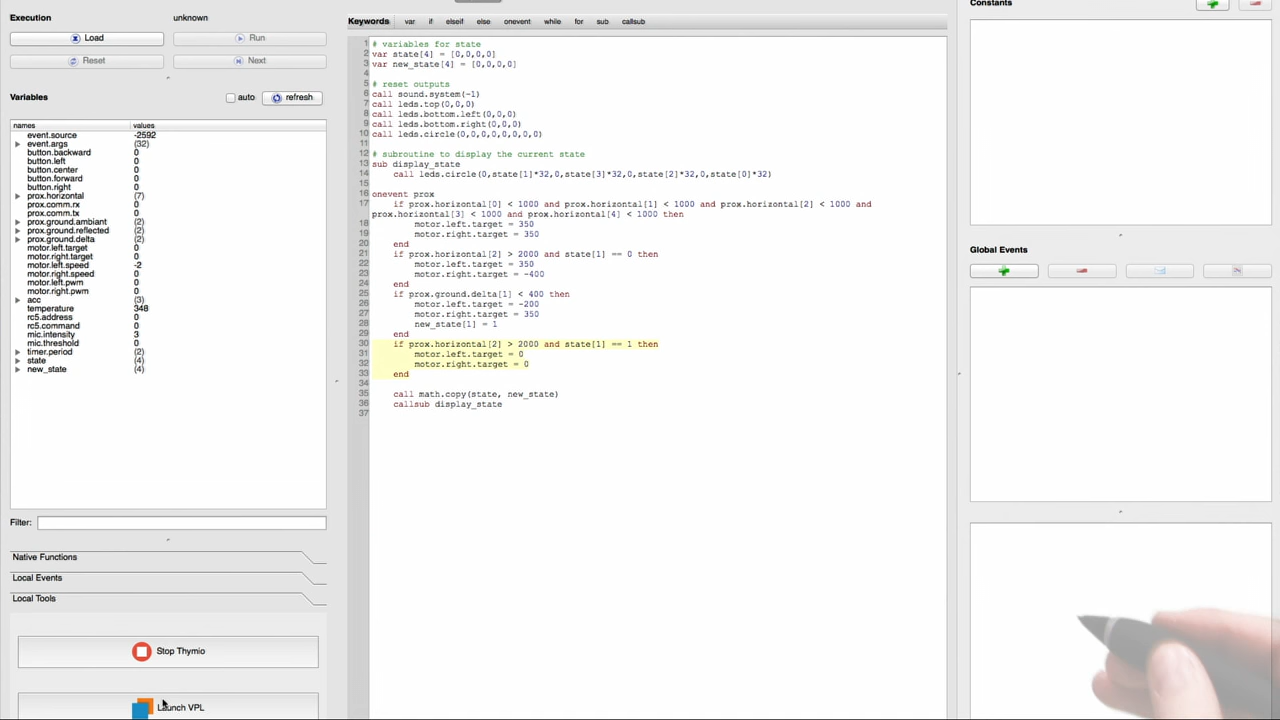 Execution
unknown
Load
Run
Reset
Next
Variables
auto
refresh
names values
event.source -2592
event.args (32)
button.backward 0
button.left 0
button.center 0
button.forward 0
button.right 0
prox.horizontal (7)
prox.comm.rx 0
prox.comm.tx 0
prox.ground.ambiant (2)
prox.ground.reflected (2)
prox.ground.delta (2)
motor.left.target 0
motor.right.target 0
motor.left.speed -2
motor.right.speed 0
motor.left.pwm 0
motor.right.pwm 0
acc (3)
temperature 348
rc5.address 0
rc5.command 0
mic.intensity 3
mic.threshold 0
timer.period (2)
state (4)
new_state (4)
Filter:
Native Functions
Local Events
Local Tools
Stop Thymio
Launch VPL
Keywords var if elseif else onevent while for sub callsub
1 # variables for state
2 var state[4] = [0,0,0,0]
3 var new_state[4] = [0,0,0,0]
4
5 # reset outputs
6 call sound.system(-1)
7 call leds.top(0,0,0)
8 call leds.bottom.left(0,0,0)
9 call leds.bottom.right(0,0,0)
10 call leds.circle(0,0,0,0,0,0,0,0)
11
12 # subroutine to display the current state
13 sub display_state
14 call leds.circle(0,state[1]*32,0,state[3]*32,0,state[2]*32,0,state[0]*32)
15
16 onevent prox
17 if prox.horizontal[0] < 1000 and prox.horizontal[1] < 1000 and prox.horizontal[2] < 1000 and
prox.horizontal[3] < 1000 and prox.horizontal[4] < 1000 then
18 motor.left.target = 350
19 motor.right.target = 350
20 end
21 if prox.horizontal[2] > 2000 and state[1] == 0 then
22 motor.left.target = 350
23 motor.right.target = -400
24 end
25 if prox.ground.delta[1] < 400 then
26 motor.left.target = -200
27 motor.right.target = 350
28 new_state[1] = 1
29 end
30 if prox.horizontal[2] > 2000 and state[1] == 1 then
31 motor.left.target = 0
32 motor.right.target = 0
33 end
34
35 call math.copy(state, new_state)
36 callsub display_state
37
Constants
Global Events